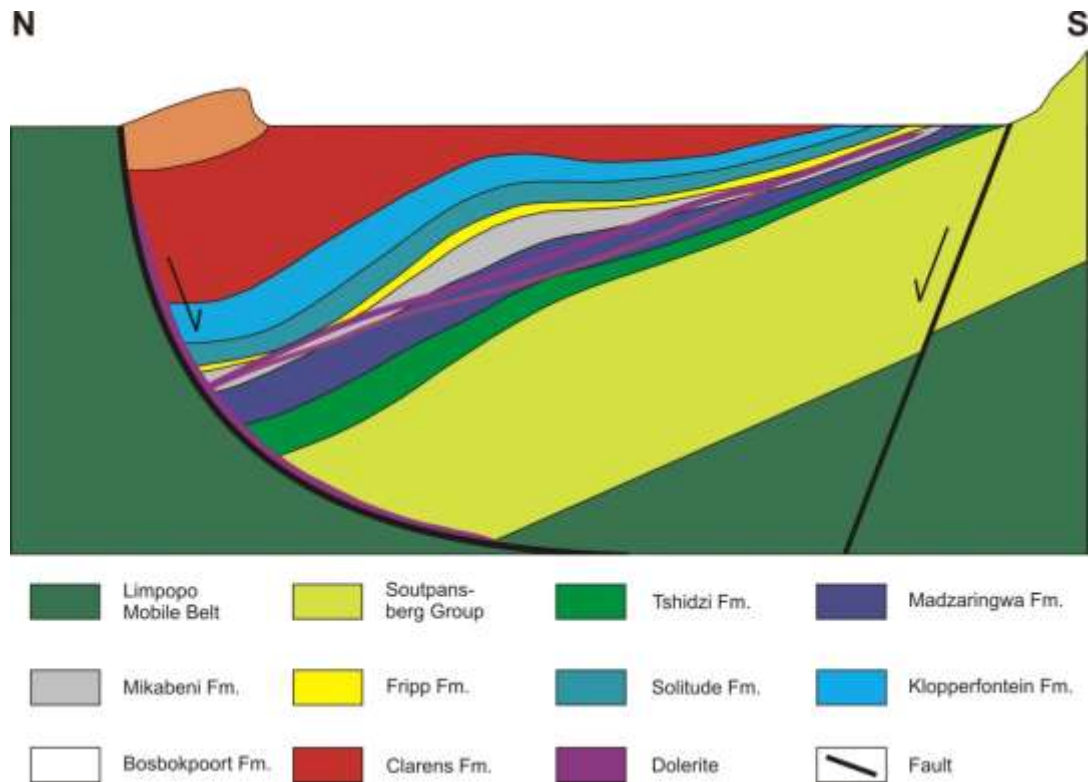 N
S
Limpopo
Mobile Belt
Soutpans-
berg Group
Tshidzi Fm.
Madzaringwa Fm.
Mikabeni Fm.
Fripp Fm.
Solitude Fm.
Klopperfontein Fm.
Bosbokpoort Fm.
Clarens Fm.
Dolerite
Fault